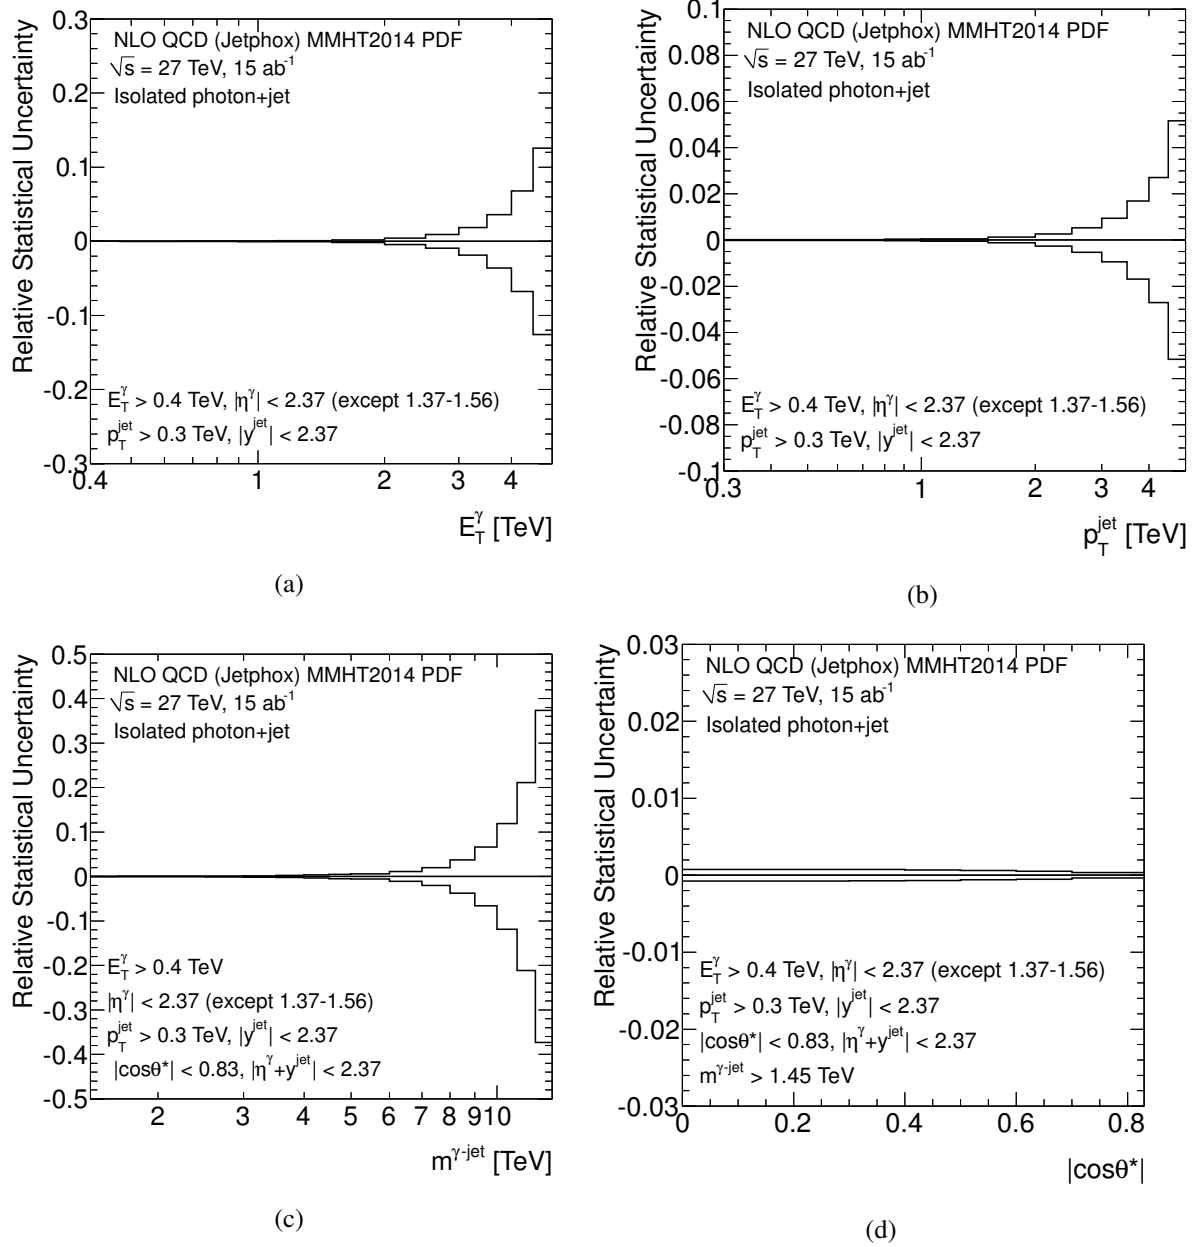 Relative Statistical Uncertainty
0.3
0.2
0.1
0
-0.1
-0.2
-0.3
NLO QCD (Jetphox) MMHT2014 PDF
√s = 27 TeV, 15 ab⁻¹
Isolated photon+jet
E_T^γ > 0.4 TeV, |η^γ| < 2.37 (except 1.37-1.56)
p_T^jet > 0.3 TeV, |y^jet| < 2.37
0.4 1 2 3 4
E_T^γ [TeV]
(a)
Relative Statistical Uncertainty
0.1
0.08
0.06
0.04
0.02
0
-0.02
-0.04
-0.06
-0.08
-0.1
NLO QCD (Jetphox) MMHT2014 PDF
√s = 27 TeV, 15 ab⁻¹
Isolated photon+jet
E_T^γ > 0.4 TeV, |η^γ| < 2.37 (except 1.37-1.56)
p_T^jet > 0.3 TeV, |y^jet| < 2.37
0.3 1 2 3 4
p_T^jet [TeV]
(b)
Relative Statistical Uncertainty
0.5
0.4
0.3
0.2
0.1
0
-0.1
-0.2
-0.3
-0.4
-0.5
NLO QCD (Jetphox) MMHT2014 PDF
√s = 27 TeV, 15 ab⁻¹
Isolated photon+jet
E_T^γ > 0.4 TeV
|η^γ| < 2.37 (except 1.37-1.56)
p_T^jet > 0.3 TeV, |y^jet| < 2.37
|cosθ*| < 0.83, |η^γ+y^jet| < 2.37
2 3 4 5 6 7 8 910
m^γ-jet [TeV]
(c)
Relative Statistical Uncertainty
0.03
0.02
0.01
0
-0.01
-0.02
-0.03
NLO QCD (Jetphox) MMHT2014 PDF
√s = 27 TeV, 15 ab⁻¹
Isolated photon+jet
E_T^γ > 0.4 TeV, |η^γ| < 2.37 (except 1.37-1.56)
p_T^jet > 0.3 TeV, |y^jet| < 2.37
|cosθ*| < 0.83, |η^γ+y^jet| < 2.37
m^γ-jet > 1.45 TeV
0 0.2 0.4 0.6 0.8
|cosθ*|
(d)